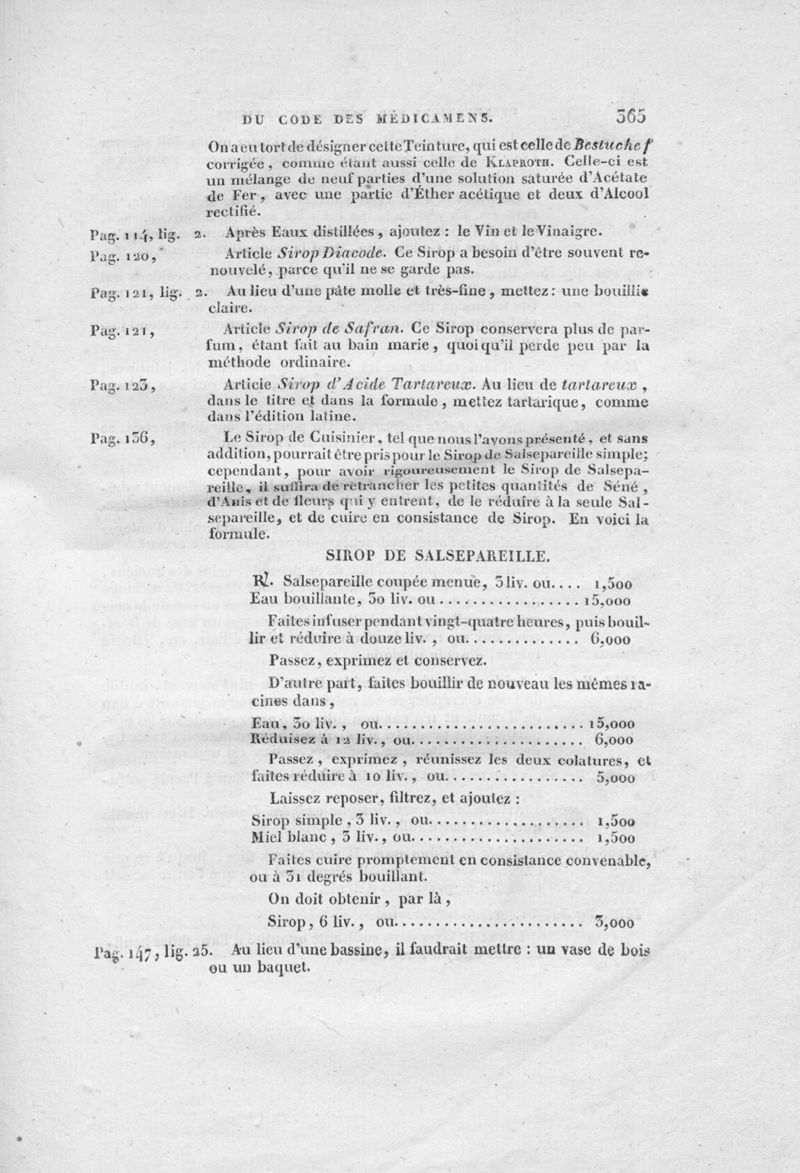 DU CODE DES MÉDICAMENS. 365
On a eu tort de désigner cette Teinture, qui est celle de Bestuchef
corrigée, comme étant aussi celle de KLAPROTH. Celle-ci est
un mélange de neuf parties d'une solution saturée d'Acétate
de Fer, avec une partie d'Éther acétique et deux d'Alcool
rectifié.
Pag. 114, lig. 2. Après Eaux distillées, ajoutez : le Vin et le Vinaigre.
Pag. 120, Article Sirop Diacode. Ce Sirop a besoin d'être souvent re-
nouvelé, parce qu'il ne se garde pas.
Pag. 121, lig. 2. Au lieu d'une pâte molle et très-fine, mettez : une bouillie
claire.
Pag. 121, Article Sirop de Safran. Ce Sirop conservera plus de par-
fum, étant fait au bain marie, quoiqu'il perde peu par la
méthode ordinaire.
Pag. 123, Article Sirop d'Acide Tartareux. Au lieu de tartareux,
dans le titre et dans la formule, mettez tartarique, comme
dans l'édition latine.
Pag. 136, Le Sirop de Cuisinier, tel que nous l'avons présenté, et sans
addition, pourrait être pris pour le Sirop de Salsepareille simple;
cependant, pour avoir rigoureusement le Sirop de Salsepa-
reille, il suffira de retrancher les petites quantités de Séné,
d'Anis et de fleurs qui y entrent, de le réduire à la seule Sal-
separeille, et de cuire en consistance de Sirop. En voici la
formule.
SIROP DE SALSEPAREILLE.
℞. Salsepareille coupée menue, 3 liv. ou.... 1,500
Eau bouillante, 30 liv. ou................. 15,000
Faites infuser pendant vingt-quatre heures, puis bouil-
lir et réduire à douze liv., ou.............. 6,000
Passez, exprimez et conservez.
D'autre part, faites bouillir de nouveau les mêmes ra-
cines dans,
Eau, 30 liv., ou......................... 15,000
Réduisez à 12 liv., ou..................... 6,000
Passez, exprimez, réunissez les deux colatures, et
faites réduire à 10 liv., ou................. 5,000
Laissez reposer, filtrez, et ajoutez :
Sirop simple, 3 liv., ou................... 1,500
Miel blanc, 3 liv., ou..................... 1,500
Faites cuire promptement en consistance convenable,
ou à 31 degrés bouillant.
On doit obtenir, par là,
Sirop, 6 liv., ou....................... 3,000
Pag. 147, lig. 25. Au lieu d'une bassine, il faudrait mettre : un vase de bois
ou un baquet.